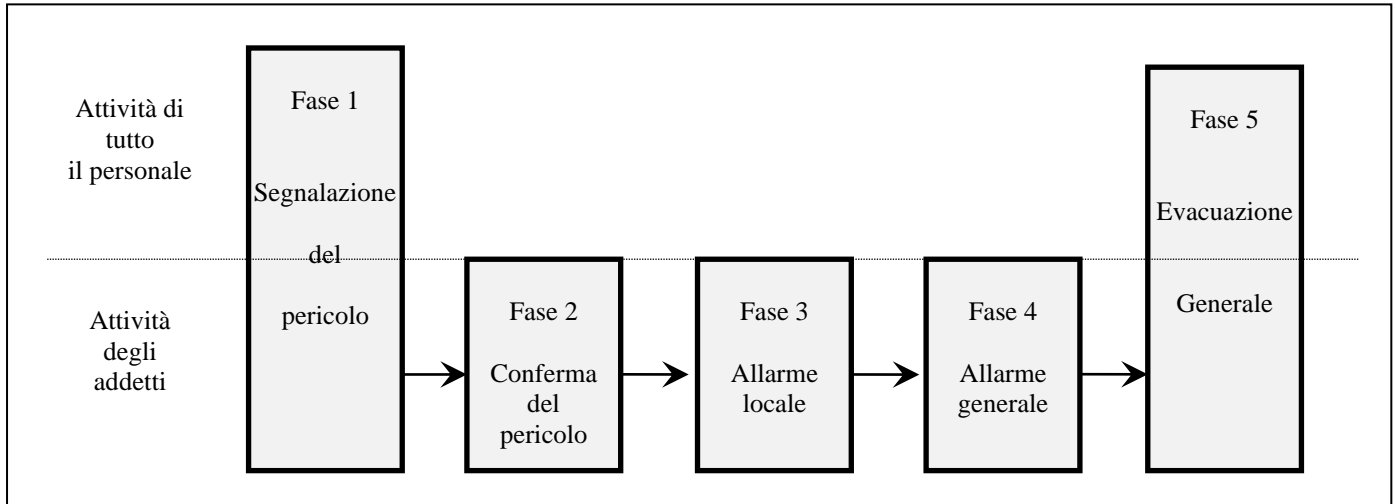 Attività di
tutto
il personale
Fase 1
Segnalazione
del
pericolo
Fase 5
Evacuazione
Generale
Attività
degli
addetti
Fase 2
Conferma
del
pericolo
Fase 3
Allarme
locale
Fase 4
Allarme
generale